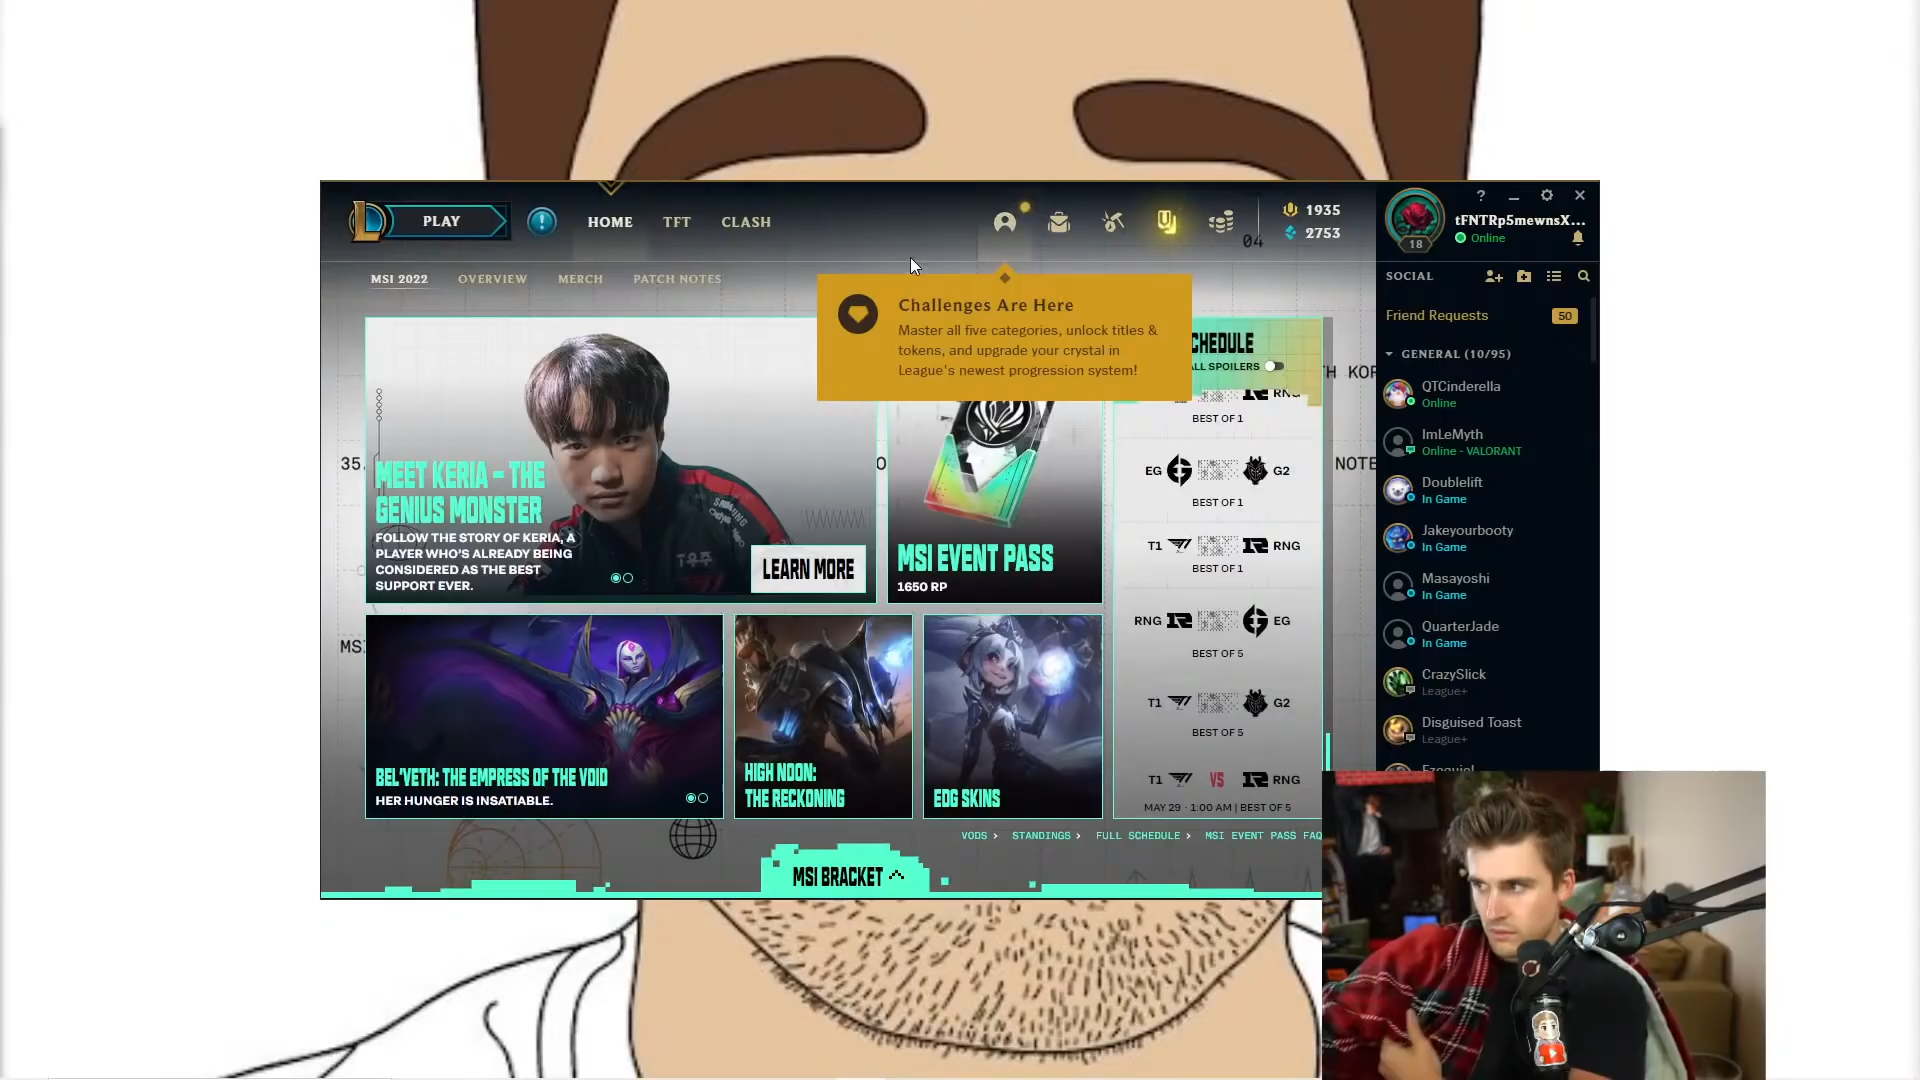 PLAY
HOME
TFT
CLASH
04
1935
2753
tFNTRp5mewnsX...
18
Online
MSI 2022
OVERVIEW
MERCH
PATCH NOTES
Challenges Are Here
Master all five categories, unlock titles &
tokens, and upgrade your crystal in
League's newest progression system!
SOCIAL
Friend Requests
50
GENERAL (10/95)
QTCinderella
Online
ImLeMyth
Online - VALORANT
Doublelift
In Game
Jakeyourbooty
In Game
Masayoshi
In Game
QuarterJade
In Game
CrazySlick
League+
Disguised Toast
League+
MEET KERIA – THE
GENIUS MONSTER
FOLLOW THE STORY OF KERIA, A
PLAYER WHO'S ALREADY BEING
CONSIDERED AS THE BEST
SUPPORT EVER.
LEARN MORE
T1우주
MSI EVENT PASS
1650 RP
CHEDULE
ALL SPOILERS
RNG
BEST OF 1
EG
G2
BEST OF 1
T1
RNG
BEST OF 1
RNG
EG
BEST OF 5
T1
G2
BEST OF 5
T1
VS
RNG
MAY 29 · 1:00 AM | BEST OF 5
35.
TH KOR
NOTE
MS
BEL'VETH: THE EMPRESS OF THE VOID
HER HUNGER IS INSATIABLE.
HIGH NOON:
THE RECKONING
EDG SKINS
VODS >
STANDINGS >
FULL SCHEDULE >
MSI EVENT PASS FAQ
MSI BRACKET